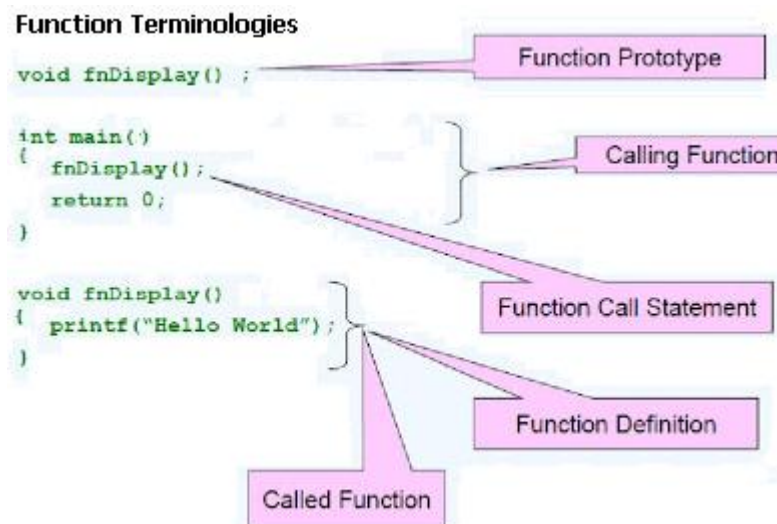 Function Terminologies
void fnDisplay() ;
Function Prototype
int main()
{
fnDisplay();
return 0;
}
Calling Function
Function Call Statement
void fnDisplay()
{
printf(“Hello World”);
}
Function Definition
Called Function